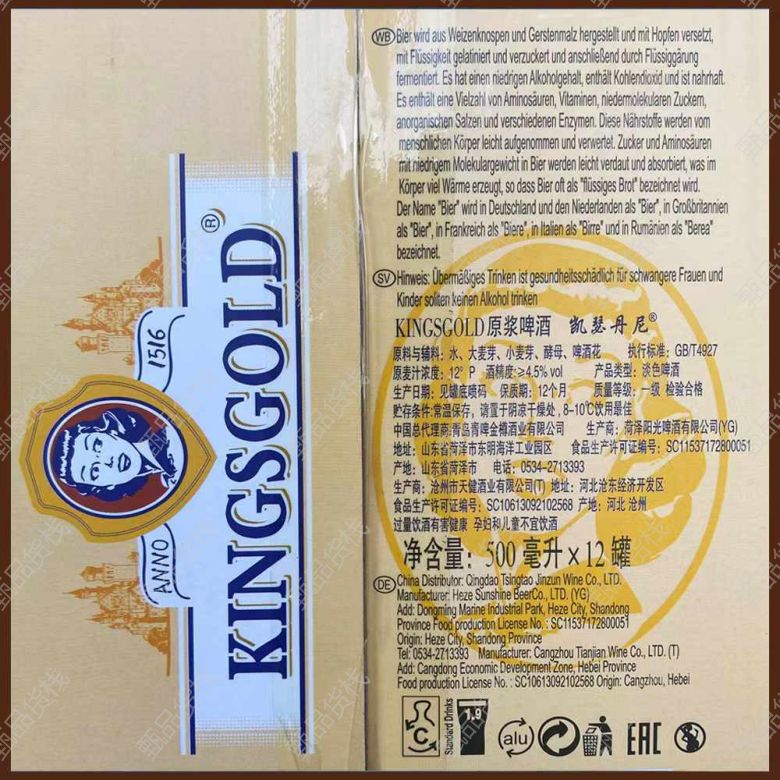 KINGSGOLD®
ANNO 1516
WB Bier wird aus Weizenknospen und Gerstenmalz hergestellt und mit Hopfen versetzt,
mit Flüssigkeit gelatiniert und verzuckert und anschließend durch Flüssiggärung
fermentiert. Es hat einen niedrigen Alkoholgehalt, enthält Kohlendioxid und ist nahrhaft.
Es enthält eine Vielzahl von Aminosäuren, Vitaminen, niedermolekularen Zuckern,
anorganischen Salzen und verschiedenen Enzymen. Diese Nährstoffe werden vom
menschlichen Körper leicht aufgenommen und verwertet. Zucker und Aminosäuren
mit niedrigem Molekulargewicht in Bier werden leicht verdaut und absorbiert, was im
Körper viel Wärme erzeugt, so dass Bier oft als "flüssiges Brot" bezeichnet wird.
Der Name "Bier" wird in Deutschland und den Niederlanden als "Bier", in Großbritannien
als "Bier", in Frankreich als "Biere", in Italien als "Birre" und in Rumänien als "Berea"
bezeichnet.
SV Hinweis: Übermäßiges Trinken ist gesundheitsschädlich für schwangere Frauen und
Kinder sollten keinen Alkohol trinken
KINGSGOLD原浆啤酒 凯瑟丹尼®
原料与辅料：水、大麦芽、小麦芽、酵母、啤酒花 执行标准：GB/T4927
原麦汁浓度：12° P 酒精度：≥4.5% vol 产品类型：淡色啤酒
生产日期：见罐底喷码 保质期：12个月 质量等级：一级 检验合格
贮存条件：常温保存，请置于阴凉干燥处，8-10℃饮用最佳
中国总代理商：青岛青啤金樽酒业有限公司 生产商：菏泽阳光啤酒有限公司(YG)
地址：山东省菏泽市东明海洋工业园区 食品生产许可证编号：SC11537172800051
产地：山东省菏泽市 电话：0534-2713393
生产商：沧州市天健酒业有限公司(T) 地址：河北沧东经济开发区
食品生产许可证编号：SC10613092102568 产地：河北 沧州
过量饮酒有害健康 孕妇和儿童不宜饮酒
净含量：500 毫升×12 罐
DE China Distributor: Qingdao Tsingtao Jinzun Wine Co., LTD.
Manufacturer: Heze Sunshine BeerCo., LTD. (YG)
Add: Dongming Marine Industrial Park, Heze City, Shandong
Province Food production License No.: SC11537172800051
Origin: Heze City, Shandong Province
Tel: 0534-2713393 Manufacturer: Cangzhou Tianjian Wine Co., LTD. (T)
Add: Cangdong Economic Development Zone, Hebei Province
Food production License No. : SC10613092102568 Origin: Cangzhou, Hebei
C
Standard Drinks
1.9
alu
EAC
甄品货栈